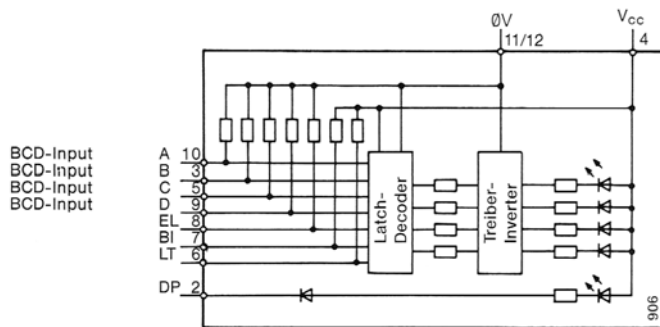 ØV
VCC
11/12
4
BCD-Input A 10
BCD-Input B 3
BCD-Input C 5
BCD-Input D 9
EL 8
BI 7
LT 6
DP 2
Latch-
Decoder
Treiber-
Inverter
906